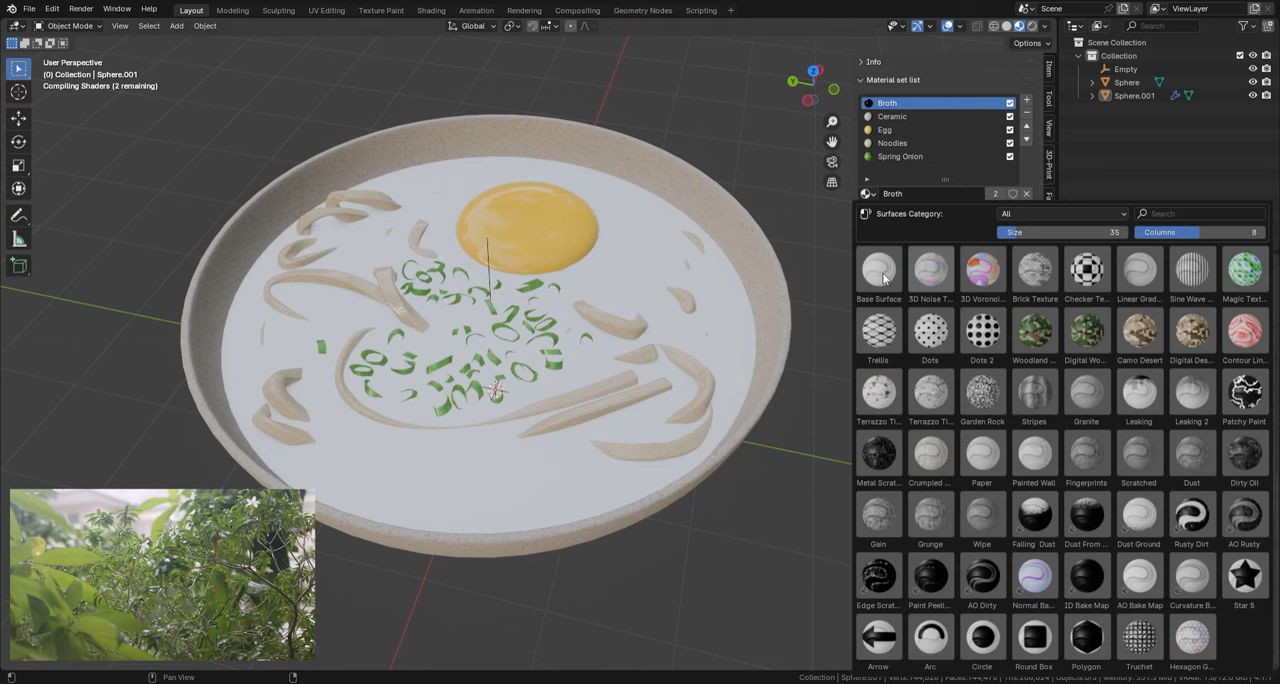 File Edit Render Window Help Layout Modeling Sculpting UV Editing Texture Paint Shading Animation Rendering Compositing Geometry Nodes Scripting + Scene ViewLayer
Object Mode View Select Add Object Global Search
Options
User Perspective
(0) Collection | Sphere.001
Compiling Shaders (2 remaining)
Scene Collection
Collection
Empty
Sphere
Sphere.001
Info
Material set list
Broth
Ceramic
Egg
Noodles
Spring Onion
Broth 2
Item
Tool
View
3D-Print
Surfaces Category: All Search
Size 35 Columns 8
Base Surface 3D Noise T... 3D Voronoi... Brick Texture Checker Te... Linear Grad... Sine Wave ... Magic Text...
Trellis Dots Dots 2 Woodland ... Digital Wo... Camo Desert Digital Des... Contour Lin...
Terrazzo Ti... Terrazzo Ti... Garden Rock Stripes Granite Leaking Leaking 2 Patchy Paint
Metal Scrat... Crumpled ... Paper Painted Wall Fingerprints Scratched Dust Dirty Oil
Gain Grunge Wipe Falling Dust Dust From ... Dust Ground Rusty Dirt AO Rusty
Edge Scrat... Paint Peeli... AO Dirty Normal Ba... ID Bake Map AO Bake Map Curvature B... Star 5
Arrow Arc Circle Round Box Polygon Truchet Hexagon G...
X
Y
Z
Pan View